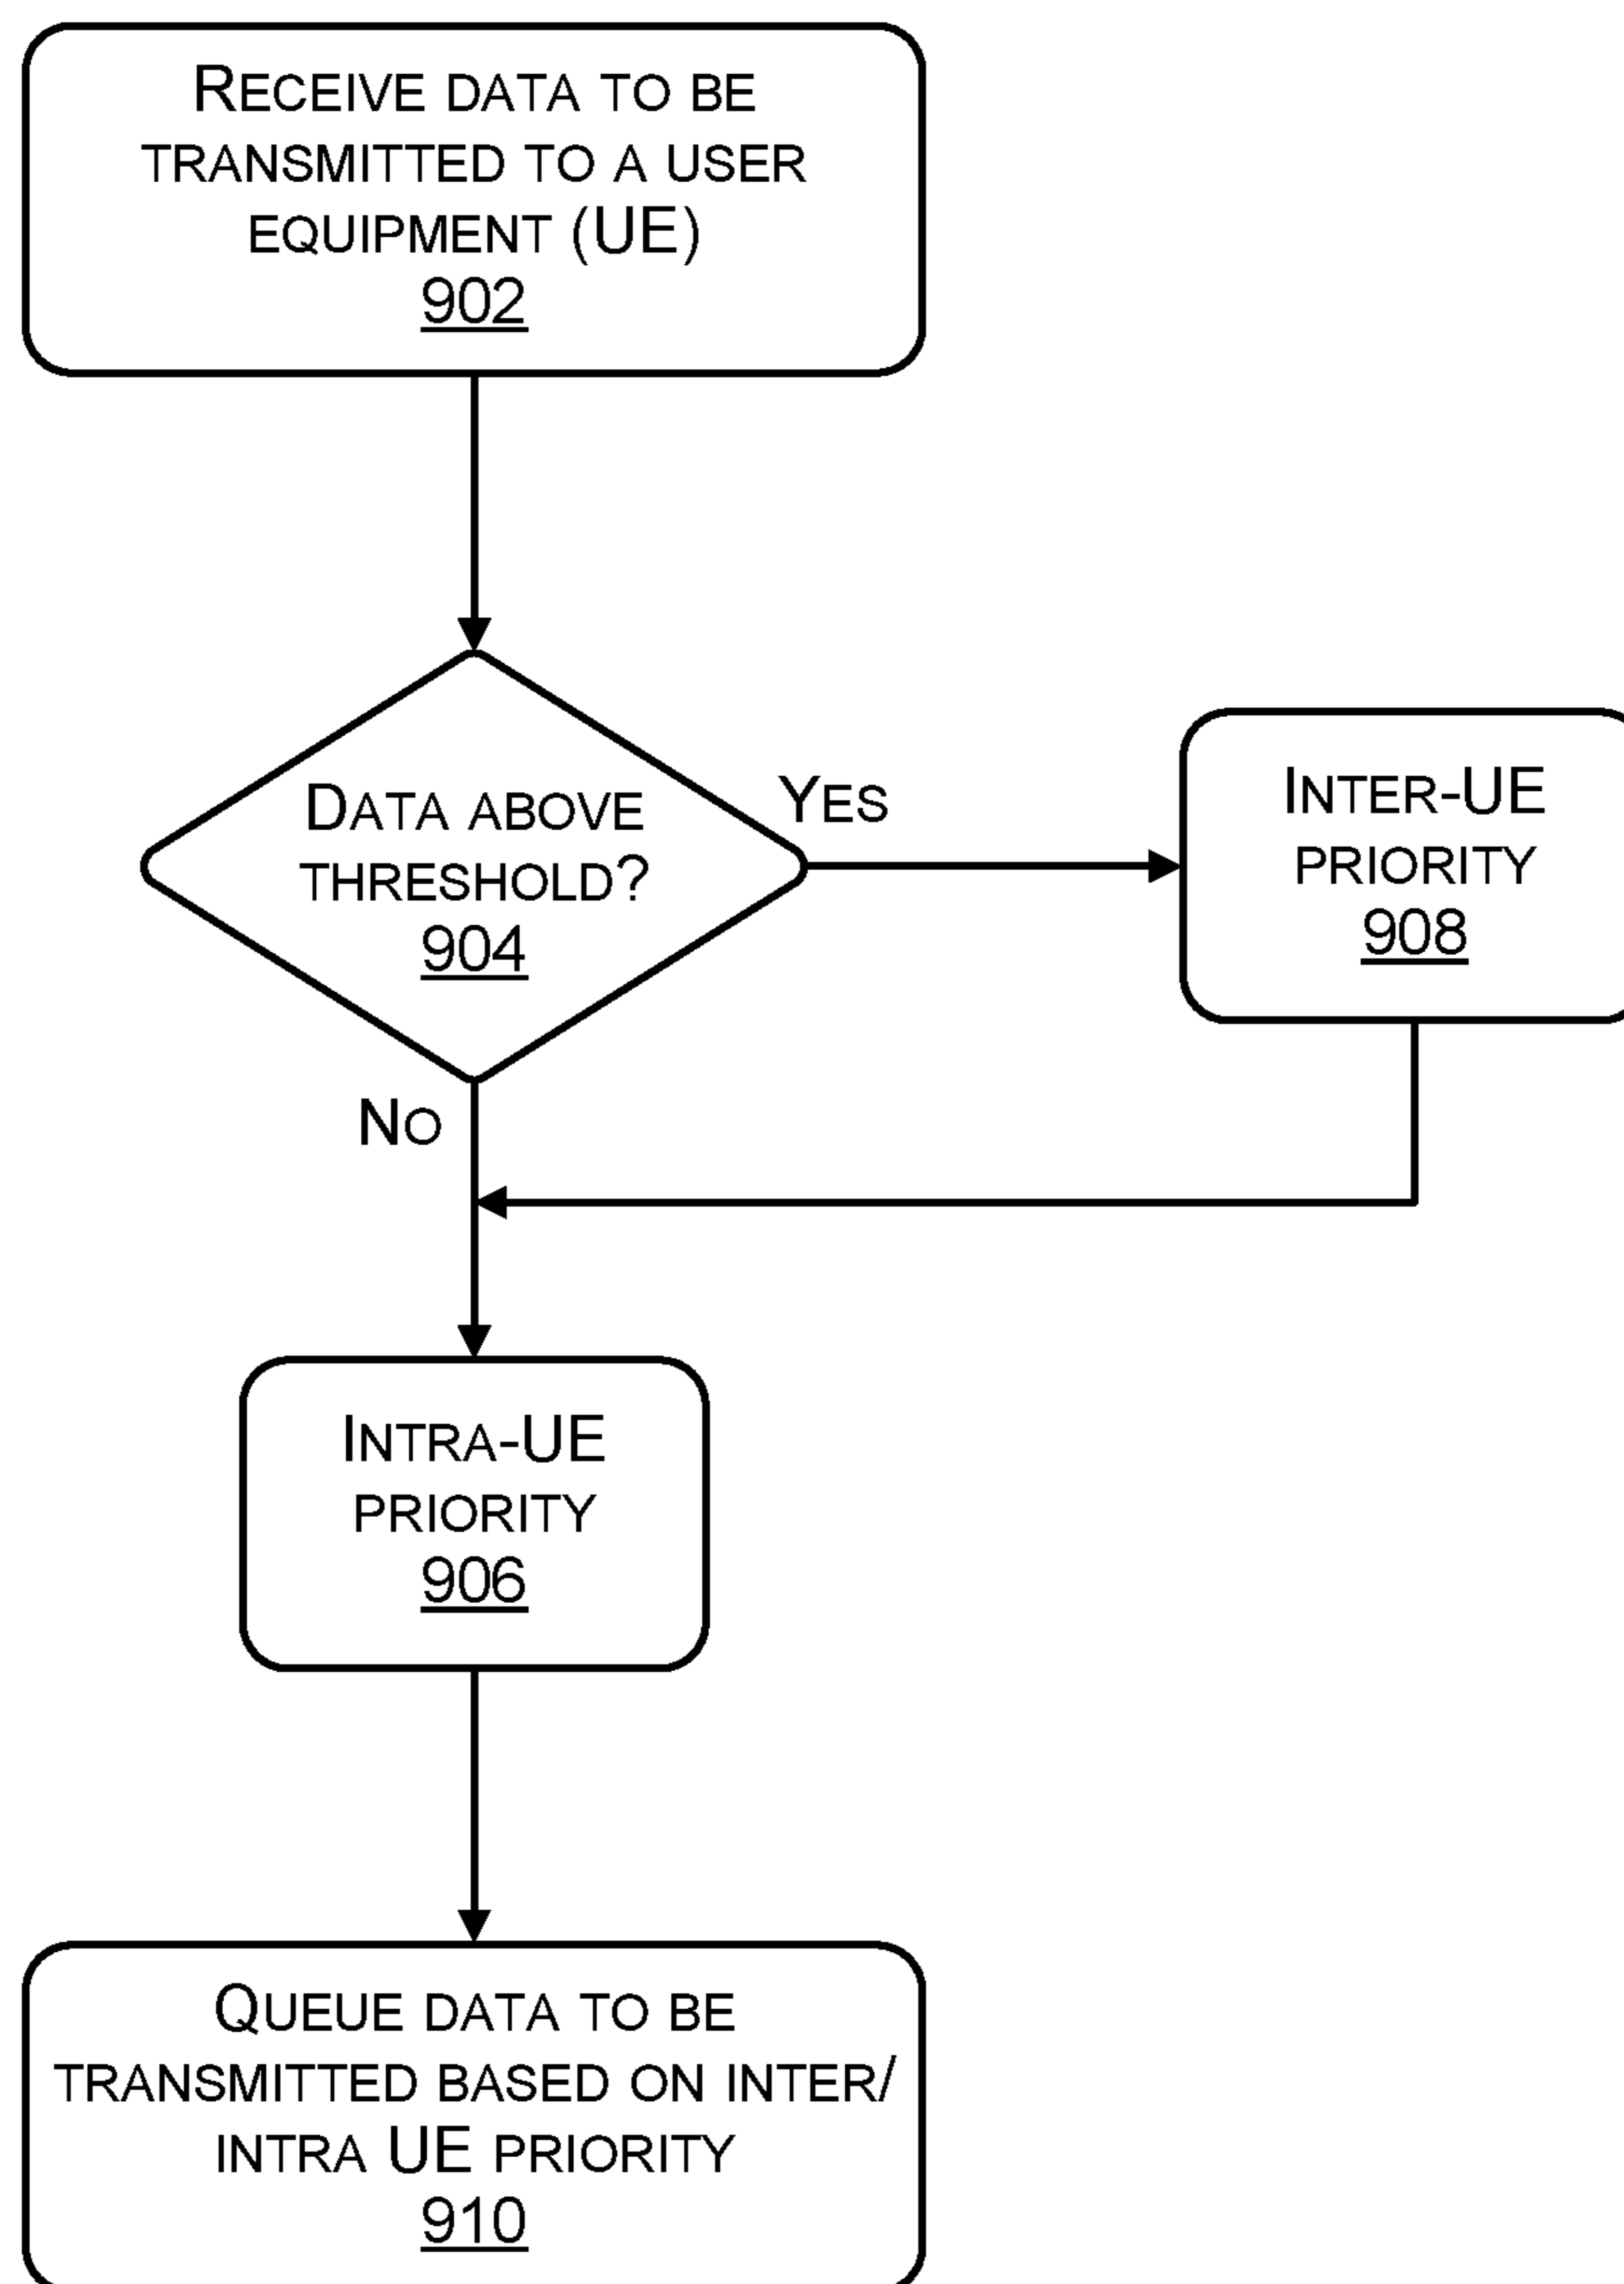 RECEIVE DATA TO BE
TRANSMITTED TO A USER
EQUIPMENT (UE)
902
DATA ABOVE
THRESHOLD?
904
YES
INTER-UE
PRIORITY
908
NO
INTRA-UE
PRIORITY
906
QUEUE DATA TO BE
TRANSMITTED BASED ON INTER/
INTRA UE PRIORITY
910